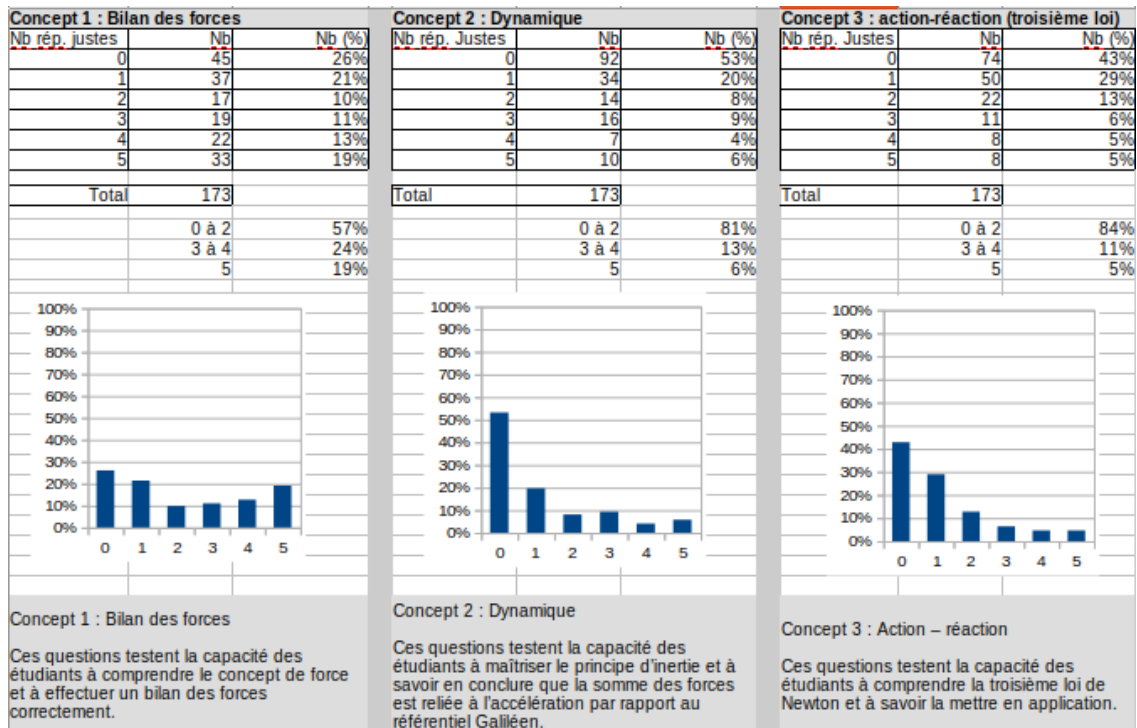 Concept 1 : Bilan des forces
Nb rép. justes Nb Nb (%)
0 45 26%
1 37 21%
2 17 10%
3 19 11%
4 22 13%
5 33 19%
Total 173
0 à 2 57%
3 à 4 24%
5 19%
100%
90%
80%
70%
60%
50%
40%
30%
20%
10%
0%
0 1 2 3 4 5
Concept 1 : Bilan des forces
Ces questions testent la capacité des
étudiants à comprendre le concept de force
et à effectuer un bilan des forces
correctement.
Concept 2 : Dynamique
Nb rép. Justes Nb Nb (%)
0 92 53%
1 34 20%
2 14 8%
3 16 9%
4 7 4%
5 10 6%
Total 173
0 à 2 81%
3 à 4 13%
5 6%
100%
90%
80%
70%
60%
50%
40%
30%
20%
10%
0%
0 1 2 3 4 5
Concept 2 : Dynamique
Ces questions testent la capacité des
étudiants à maîtriser le principe d'inertie et à
savoir en conclure que la somme des forces
est reliée à l'accélération par rapport au
référentiel Galiléen.
Concept 3 : action-réaction (troisième loi)
Nb rép. Justes Nb Nb (%)
0 74 43%
1 50 29%
2 22 13%
3 11 6%
4 8 5%
5 8 5%
Total 173
0 à 2 84%
3 à 4 11%
5 5%
100%
90%
80%
70%
60%
50%
40%
30%
20%
10%
0%
0 1 2 3 4 5
Concept 3 : Action – réaction
Ces questions testent la capacité des
étudiants à comprendre la troisième loi de
Newton et à savoir la mettre en application.